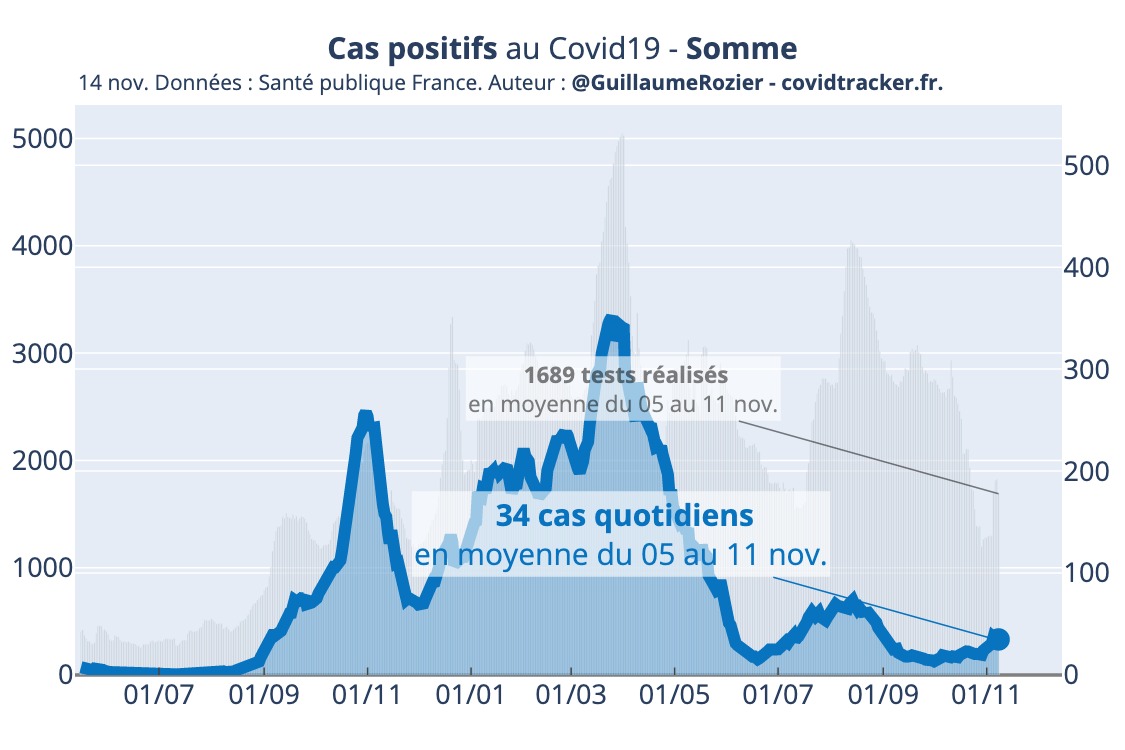 Cas positifs au Covid19 - Somme
14 nov. Données : Santé publique France. Auteur : @GuillaumeRozier - covidtracker.fr.
5000
500
4000
400
3000
300
1689 tests réalisés
en moyenne du 05 au 11 nov.
2000
200
34 cas quotidiens
en moyenne du 05 au 11 nov.
1000
100
0
0
01/07 01/09 01/11 01/01 01/03 01/05 01/07 01/09 01/11